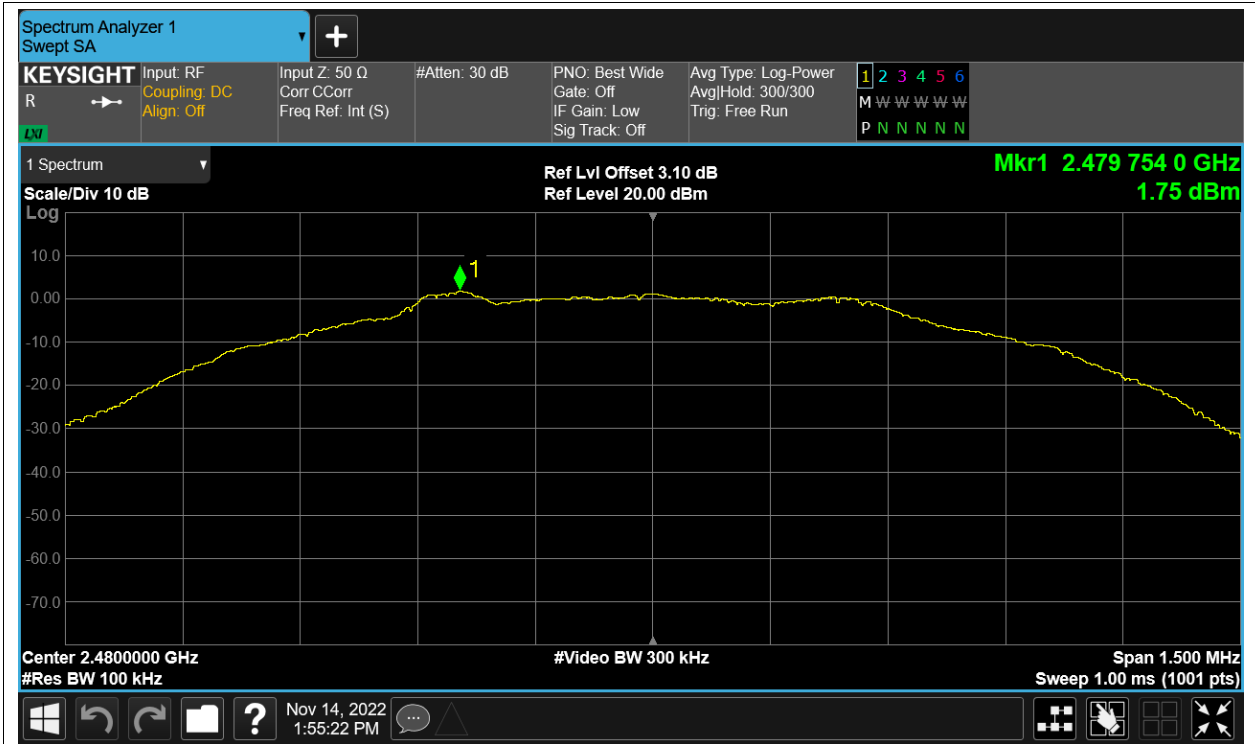 Spectrum Analyzer 1
Swept SA
+
KEYSIGHT
R
LXI
Input: RF
Coupling: DC
Align: Off
Input Z: 50 Ω
Corr CCorr
Freq Ref: Int (S)
#Atten: 30 dB
PNO: Best Wide
Gate: Off
IF Gain: Low
Sig Track: Off
Avg Type: Log-Power
Avg|Hold: 300/300
Trig: Free Run
1 2 3 4 5 6
M W W W W W
P N N N N N
1 Spectrum
Scale/Div 10 dB
Log
Ref Lvl Offset 3.10 dB
Ref Level 20.00 dBm
Mkr1 2.479 754 0 GHz
1.75 dBm
1
10.0
0.00
-10.0
-20.0
-30.0
-40.0
-50.0
-60.0
-70.0
Center 2.4800000 GHz
#Res BW 100 kHz
#Video BW 300 kHz
Span 1.500 MHz
Sweep 1.00 ms (1001 pts)
?
Nov 14, 2022
1:55:22 PM